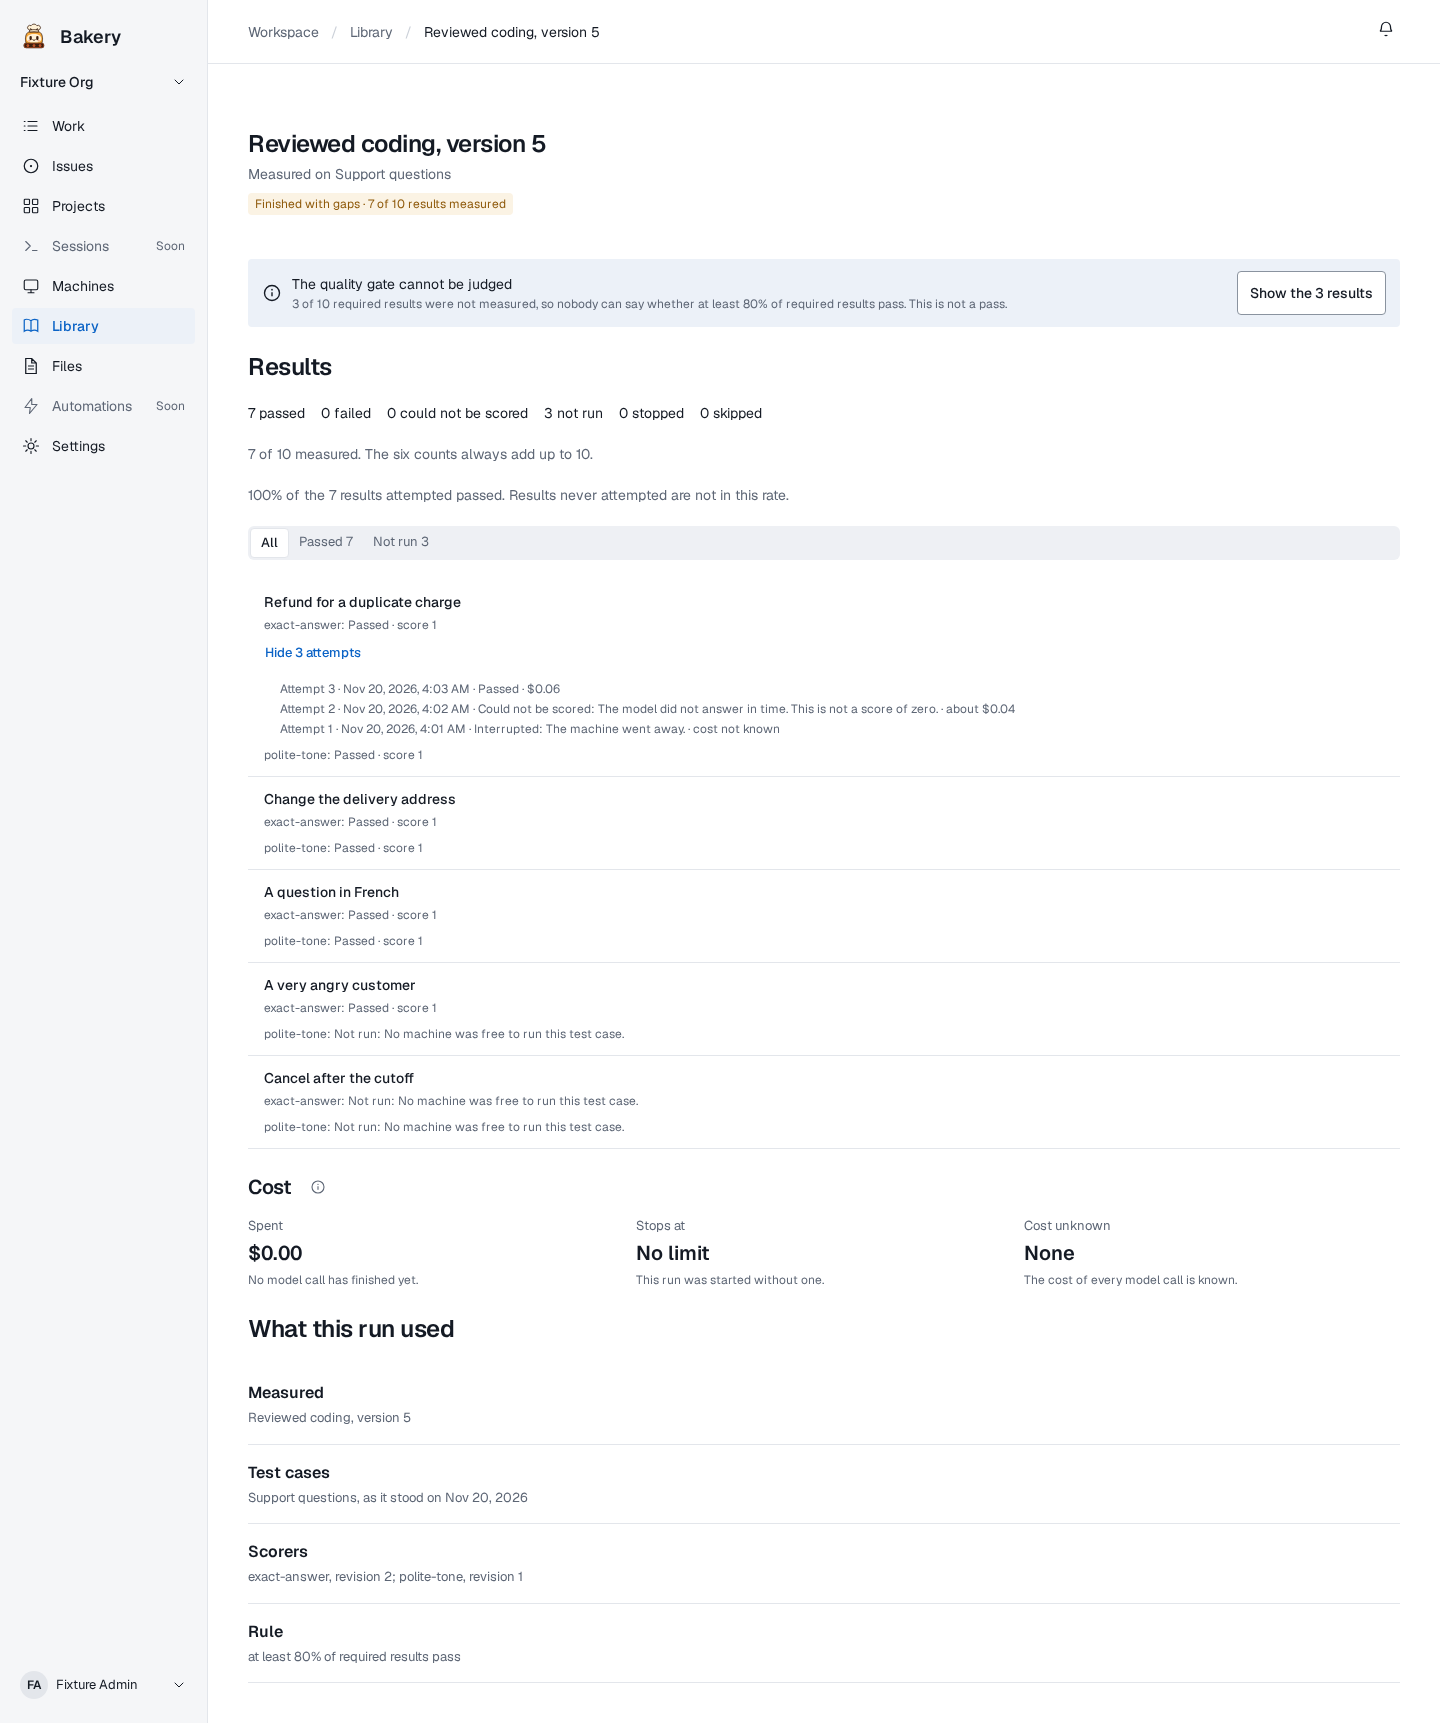 Bakery
Fixture Org
Work
Issues
Projects
Sessions Soon
Machines
Library
Files
Automations Soon
Settings
FA Fixture Admin
Workspace / Library / Reviewed coding, version 5
Reviewed coding, version 5
Measured on Support questions
Finished with gaps · 7 of 10 results measured
The quality gate cannot be judged
3 of 10 required results were not measured, so nobody can say whether at least 80% of required results pass. This is not a pass.
Show the 3 results
Results
7 passed 0 failed 0 could not be scored 3 not run 0 stopped 0 skipped
7 of 10 measured. The six counts always add up to 10.
100% of the 7 results attempted passed. Results never attempted are not in this rate.
All Passed 7 Not run 3
Refund for a duplicate charge
exact-answer: Passed · score 1
Hide 3 attempts
Attempt 3 · Nov 20, 2026, 4:03 AM · Passed · $0.06
Attempt 2 · Nov 20, 2026, 4:02 AM · Could not be scored: The model did not answer in time. This is not a score of zero. · about $0.04
Attempt 1 · Nov 20, 2026, 4:01 AM · Interrupted: The machine went away. · cost not known
polite-tone: Passed · score 1
Change the delivery address
exact-answer: Passed · score 1
polite-tone: Passed · score 1
A question in French
exact-answer: Passed · score 1
polite-tone: Passed · score 1
A very angry customer
exact-answer: Passed · score 1
polite-tone: Not run: No machine was free to run this test case.
Cancel after the cutoff
exact-answer: Not run: No machine was free to run this test case.
polite-tone: Not run: No machine was free to run this test case.
Cost
Spent
$0.00
No model call has finished yet.
Stops at
No limit
This run was started without one.
Cost unknown
None
The cost of every model call is known.
What this run used
Measured
Reviewed coding, version 5
Test cases
Support questions, as it stood on Nov 20, 2026
Scorers
exact-answer, revision 2; polite-tone, revision 1
Rule
at least 80% of required results pass